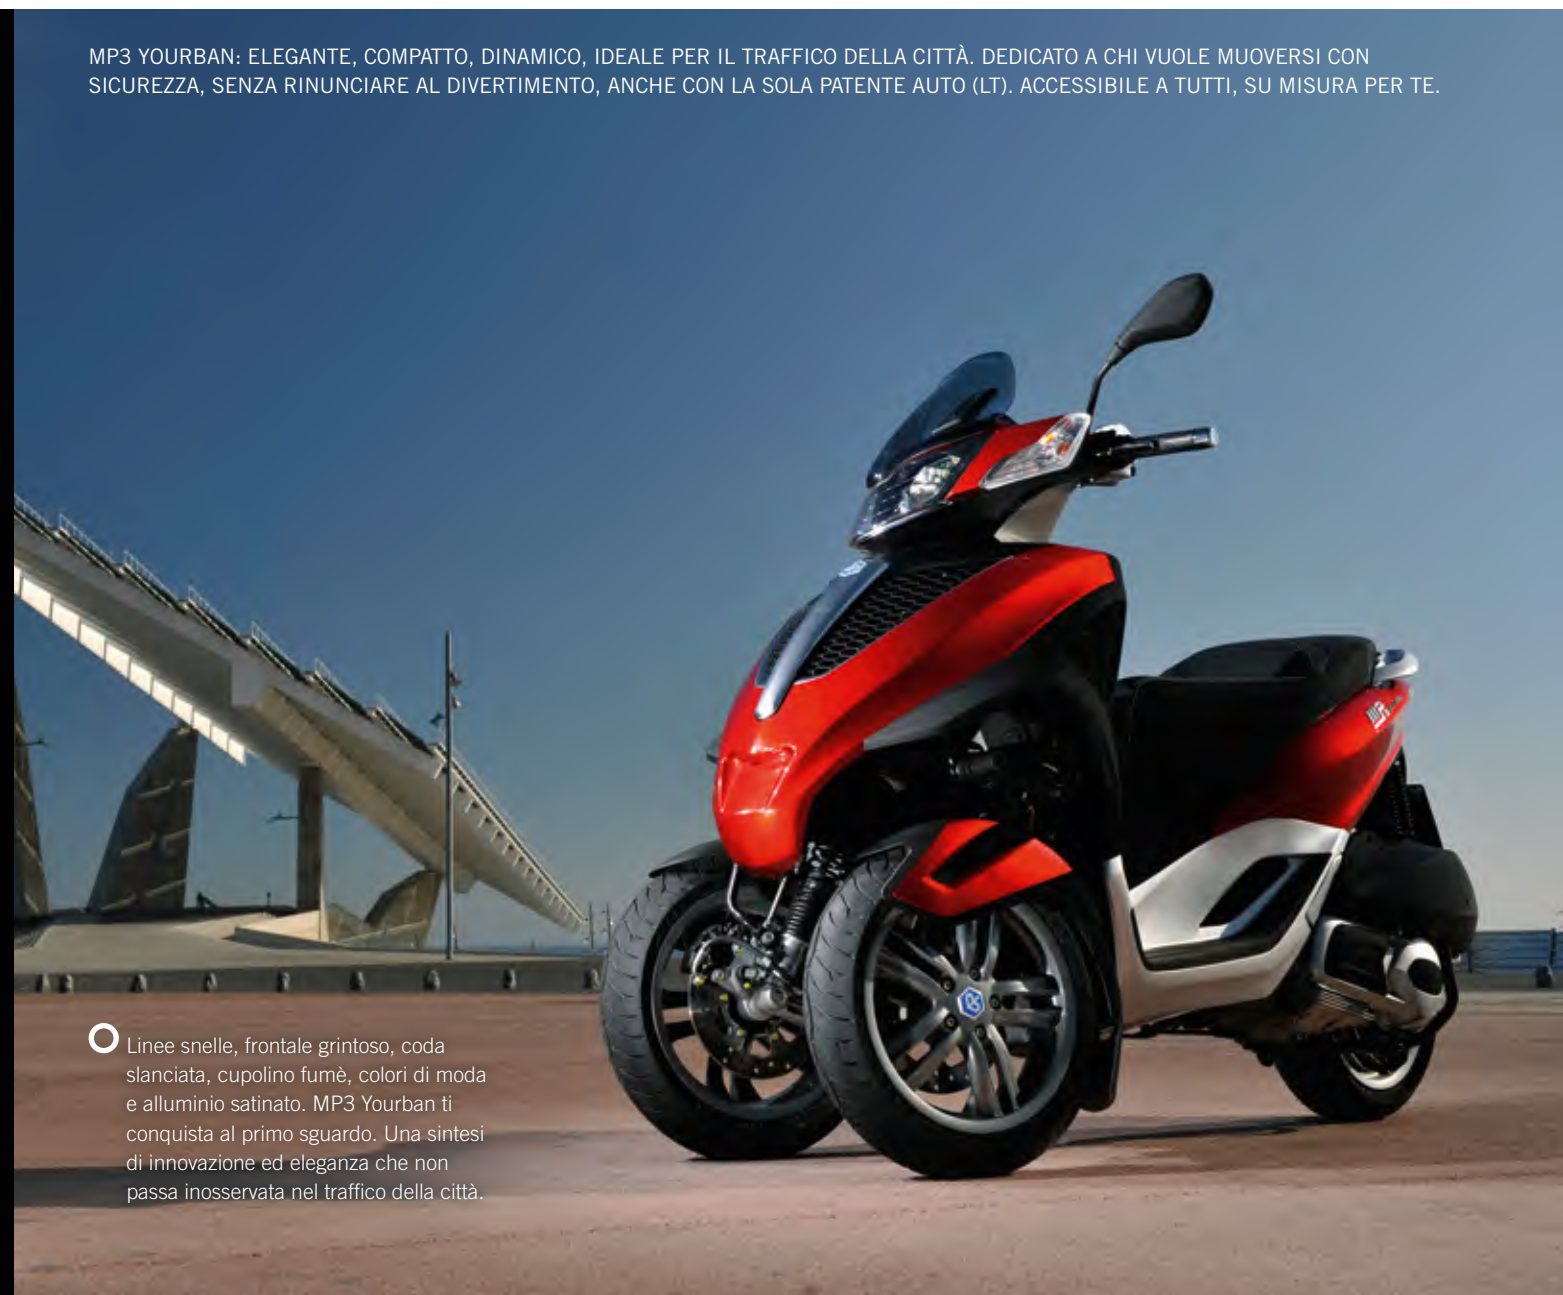 MP3 YOURBAN: ELEGANTE, COMPATTO, DINAMICO, IDEALE PER IL TRAFFICO DELLA CITTÀ. DEDICATO A CHI VUOLE MUOVERSI CON
SICUREZZA, SENZA RINUNCIARE AL DIVERTIMENTO, ANCHE CON LA SOLA PATENTE AUTO (LT). ACCESSIBILE A TUTTI, SU MISURA PER TE.
Linee snelle, frontale grintoso, coda
slanciata, cupolino fumè, colori di moda
e alluminio satinato. MP3 Yourban ti
conquista al primo sguardo. Una sintesi
di innovazione ed eleganza che non
passa inosservata nel traffico della città.